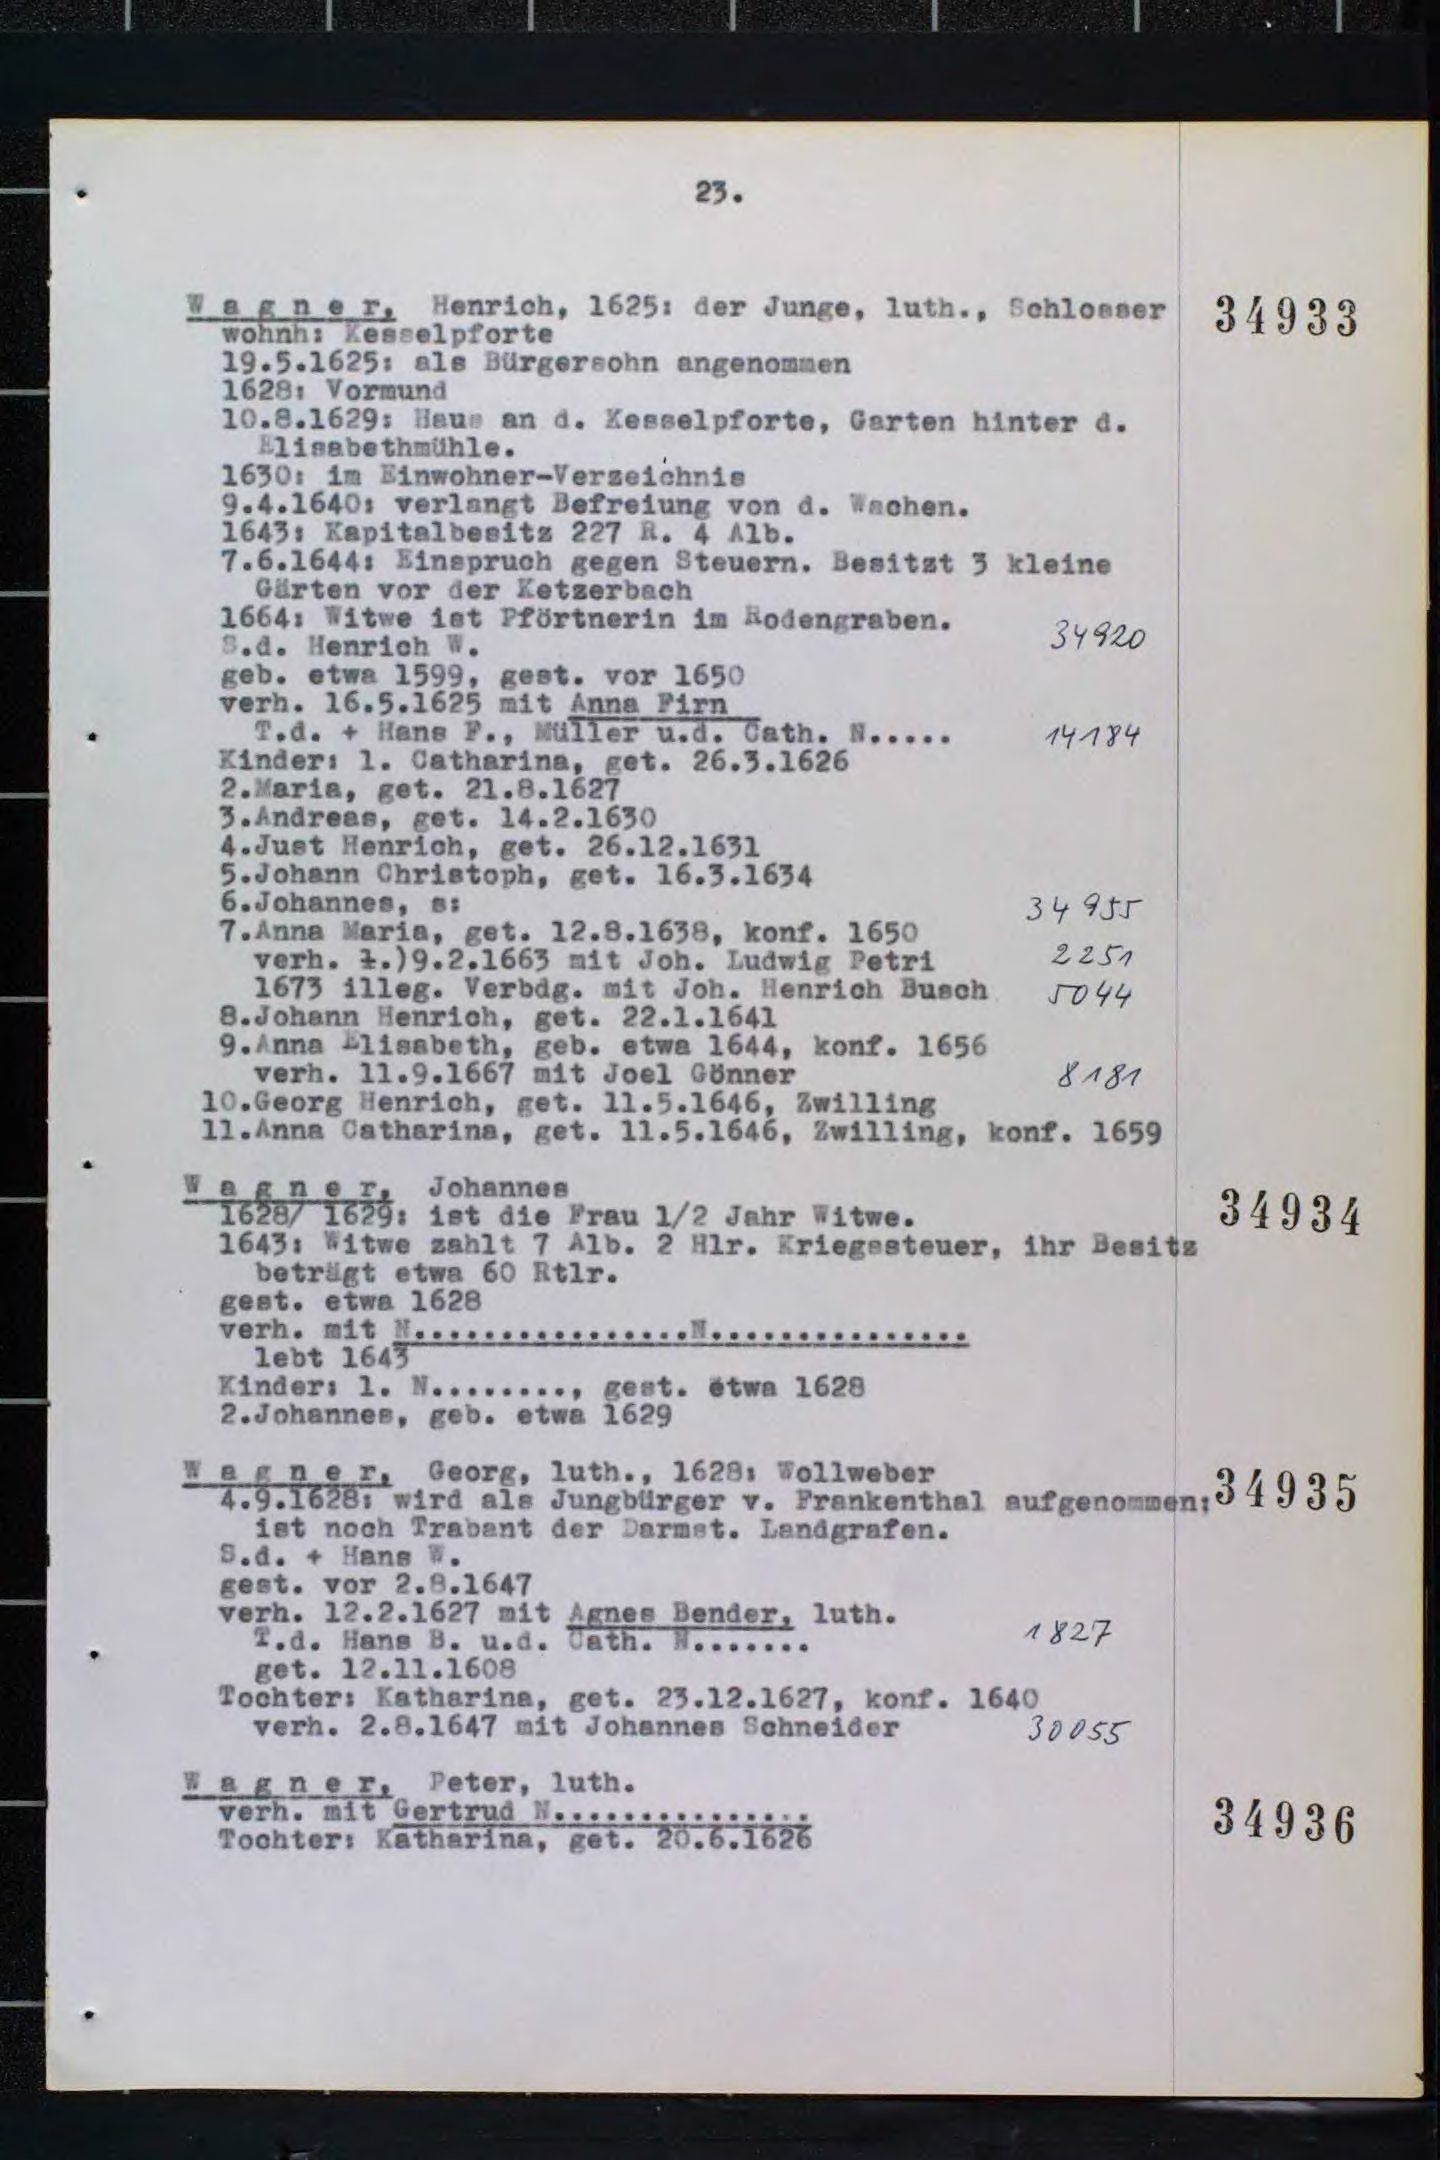 23.
W a g n e r, Henrich, 1625: der Junge, luth., Schlosser 34933
wohnh: Kesselpforte
19.5.1625: als Bürgersohn angenommen
1628: Vormund
10.8.1629: Haus an d. Kesselpforte, Garten hinter d.
Elisabethmühle.
1630: im Einwohner-Verzeichnis
9.4.1640: verlangt Befreiung von d. Wachen.
1643: Kapitalbesitz 227 R. 4 Alb.
7.6.1644: Einspruch gegen Steuern. Besitzt 3 kleine
Gärten vor der Ketzerbach
1664: Witwe ist Pförtnerin im Rodengraben.
S.d. Henrich W. 34920
geb. etwa 1599, gest. vor 1650
verh. 16.5.1625 mit Anna Firn
T.d. + Hans F., Müller u.d. Cath. N..... 14184
Kinder: 1. Catharina, get. 26.3.1626
2.Maria, get. 21.8.1627
3.Andreas, get. 14.2.1630
4.Just Henrich, get. 26.12.1631
5.Johann Christoph, get. 16.3.1634
6.Johannes, s: 34955
7.Anna Maria, get. 12.8.1638, konf. 1650
verh. 1.)9.2.1663 mit Joh. Ludwig Petri 2251
1673 illeg. Verbdg. mit Joh. Henrich Busch 5044
8.Johann Henrich, get. 22.1.1641
9.Anna Elisabeth, geb. etwa 1644, konf. 1656
verh. 11.9.1667 mit Joel Gönner 8181
10.Georg Henrich, get. 11.5.1646, Zwilling
11.Anna Catharina, get. 11.5.1646, Zwilling, konf. 1659
W a g n e r, Johannes 34934
1628/ 1629: ist die Frau 1/2 Jahr Witwe.
1643: Witwe zahlt 7 Alb. 2 Hlr. Kriegssteuer, ihr Besitz
beträgt etwa 60 Rtlr.
gest. etwa 1628
verh. mit N................N...............
lebt 1643
Kinder: 1. N........, gest. etwa 1628
2.Johannes, geb. etwa 1629
W a g n e r, Georg, luth., 1628: Wollweber 34935
4.9.1628: wird als Jungbürger v. Frankenthal aufgenommen;
ist noch Trabant der Darmst. Landgrafen.
S.d. + Hans W.
gest. vor 2.8.1647
verh. 12.2.1627 mit Agnes Bender, luth.
T.d. Hans B. u.d. Cath. N....... 1827
get. 12.11.1608
Tochter: Katharina, get. 23.12.1627, konf. 1640
verh. 2.8.1647 mit Johannes Schneider 30055
W a g n e r, Peter, luth. 34936
verh. mit Gertrud N...............
Tochter: Katharina, get. 20.6.1626